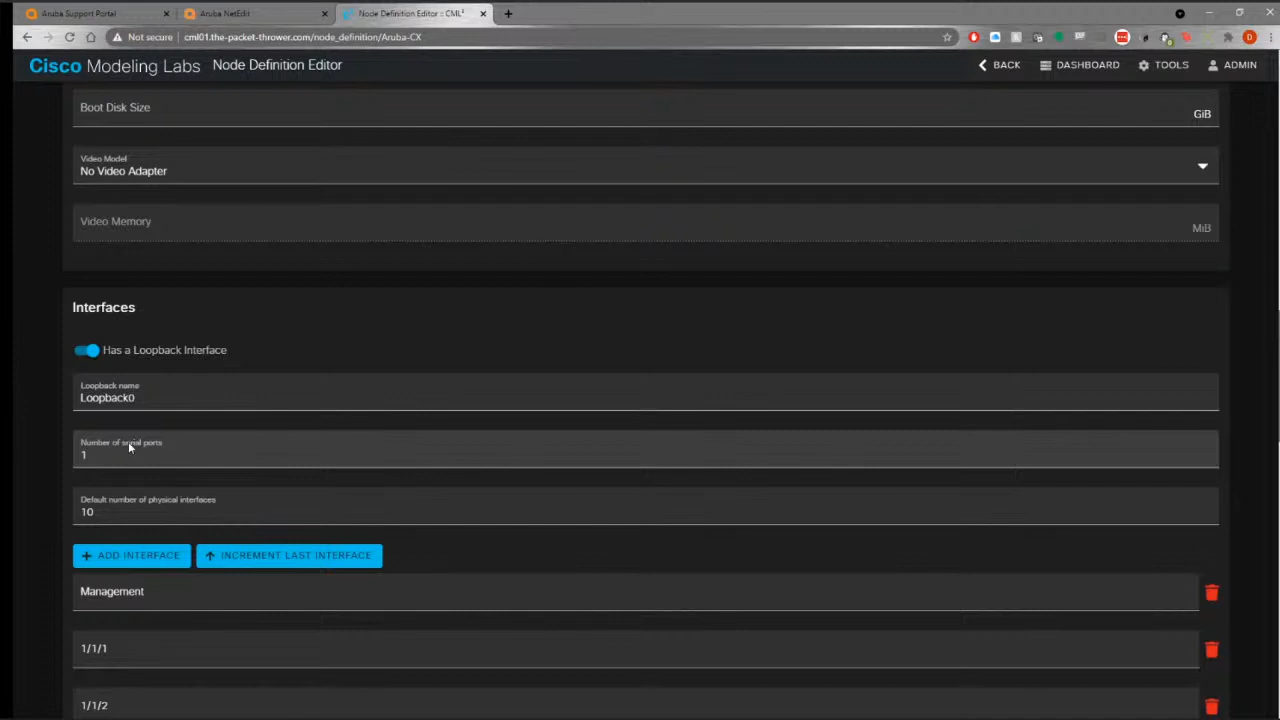 Aruba Support Portal
Aruba NetEdit
Node Definition Editor :: CML²
Not secure
cml01.the-packet-thrower.com/node_definition/Aruba-CX
Cisco Modeling Labs
Node Definition Editor
BACK
DASHBOARD
TOOLS
ADMIN
Boot Disk Size
GiB
Video Model
No Video Adapter
Video Memory
MiB
Interfaces
Has a Loopback Interface
Loopback name
Loopback0
Number of serial ports
1
Default number of physical interfaces
10
ADD INTERFACE
INCREMENT LAST INTERFACE
Management
1/1/1
1/1/2